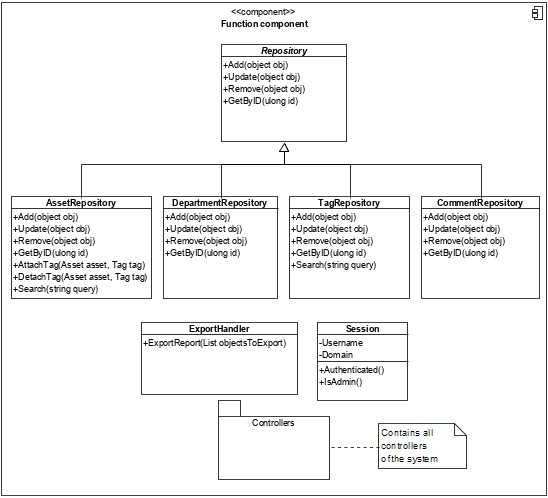 <<component>>
Function component
Repository
+Add(object obj)
+Update(object obj)
+Remove(object obj)
+GetByID(ulong id)
AssetRepository
+Add(object obj)
+Update(object obj)
+Remove(object obj)
+GetByID(ulong id)
+AttachTag(Asset asset, Tag tag)
+DetachTag(Asset asset, Tag tag)
+Search(string query)
DepartmentRepository
+Add(object obj)
+Update(object obj)
+Remove(object obj)
+GetByID(ulong id)
TagRepository
+Add(object obj)
+Update(object obj)
+Remove(object obj)
+GetByID(ulong id)
+Search(string query)
CommentRepository
+Add(object obj)
+Update(object obj)
+Remove(object obj)
+GetByID(ulong id)
ExportHandler
+ExportReport(List objectsToExport)
Session
-Username
-Domain
+Authenticated()
+IsAdmin()
Controllers
Contains all
controllers
of the system